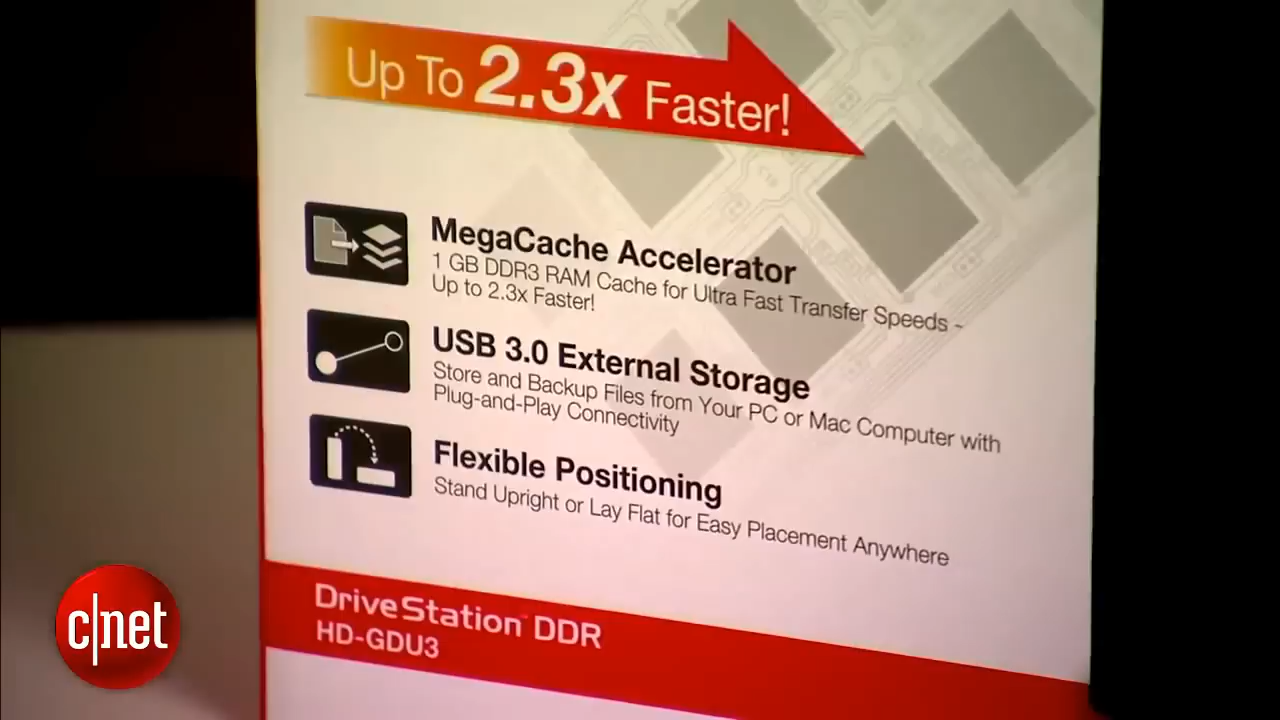 Up To 2.3x Faster!
MegaCache Accelerator
1 GB DDR3 RAM Cache for Ultra Fast Transfer Speeds -
Up to 2.3x Faster!
USB 3.0 External Storage
Store and Backup Files from Your PC or Mac Computer with
Plug-and-Play Connectivity
Flexible Positioning
Stand Upright or Lay Flat for Easy Placement Anywhere
DriveStation™ DDR
HD-GDU3
c|net